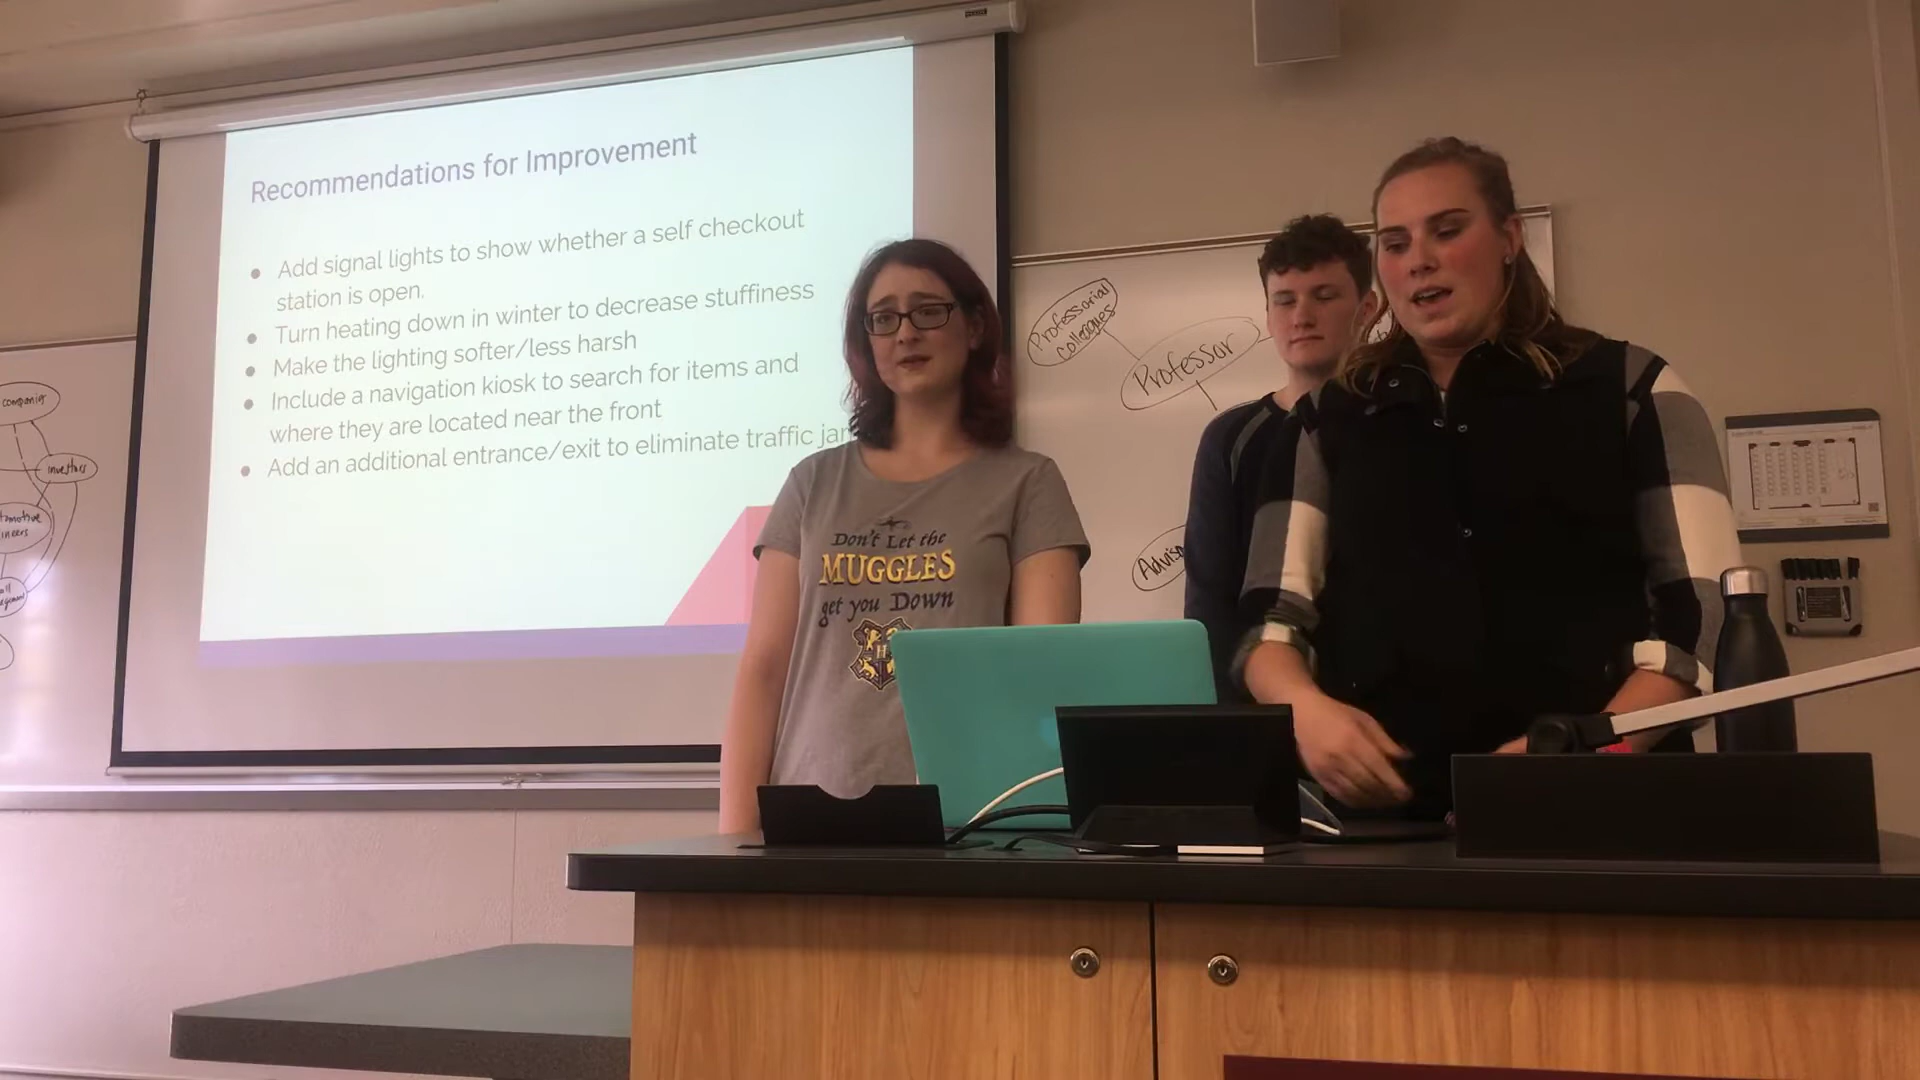 Recommendations for Improvement
● Add signal lights to show whether a self checkout
station is open.
● Turn heating down in winter to decrease stuffiness
● Make the lighting softer/less harsh
● Include a navigation kiosk to search for items and
where they are located near the front
● Add an additional entrance/exit to eliminate traffic
companies
investors
Professorial
colleagues
Professor
Don't Let the
MUGGLES
get you Down
H